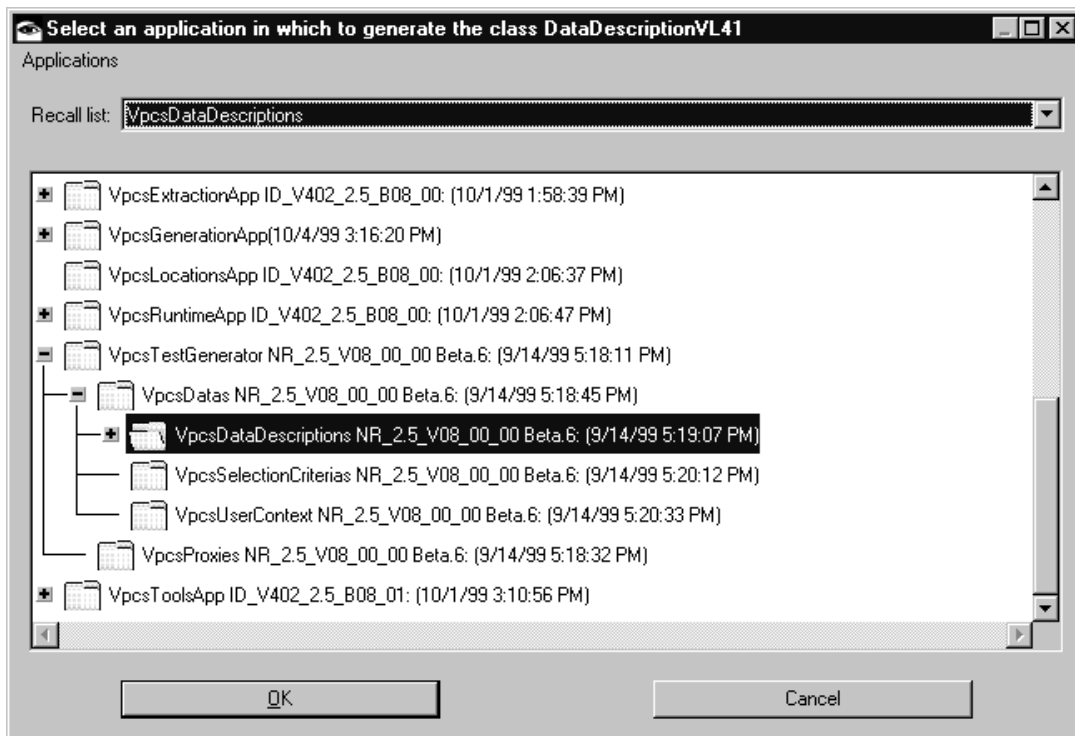 Select an application in which to generate the class DataDescriptionVL41
Applications
Recall list: VpcsDataDescriptions
VpcsExtractionApp ID_V402_2.5_B08_00: (10/1/99 1:58:39 PM)
VpcsGenerationApp(10/4/99 3:16:20 PM)
VpcsLocationsApp ID_V402_2.5_B08_00: (10/1/99 2:06:37 PM)
VpcsRuntimeApp ID_V402_2.5_B08_00: (10/1/99 2:06:47 PM)
VpcsTestGenerator NR_2.5_V08_00_00 Beta.6: (9/14/99 5:18:11 PM)
VpcsDatas NR_2.5_V08_00_00 Beta.6: (9/14/99 5:18:45 PM)
VpcsDataDescriptions NR_2.5_V08_00_00 Beta.6: (9/14/99 5:19:07 PM)
VpcsSelectionCriterias NR_2.5_V08_00_00 Beta.6: (9/14/99 5:20:12 PM)
VpcsUserContext NR_2.5_V08_00_00 Beta.6: (9/14/99 5:20:33 PM)
VpcsProxies NR_2.5_V08_00_00 Beta.6: (9/14/99 5:18:32 PM)
VpcsToolsApp ID_V402_2.5_B08_01: (10/1/99 3:10:56 PM)
OK Cancel